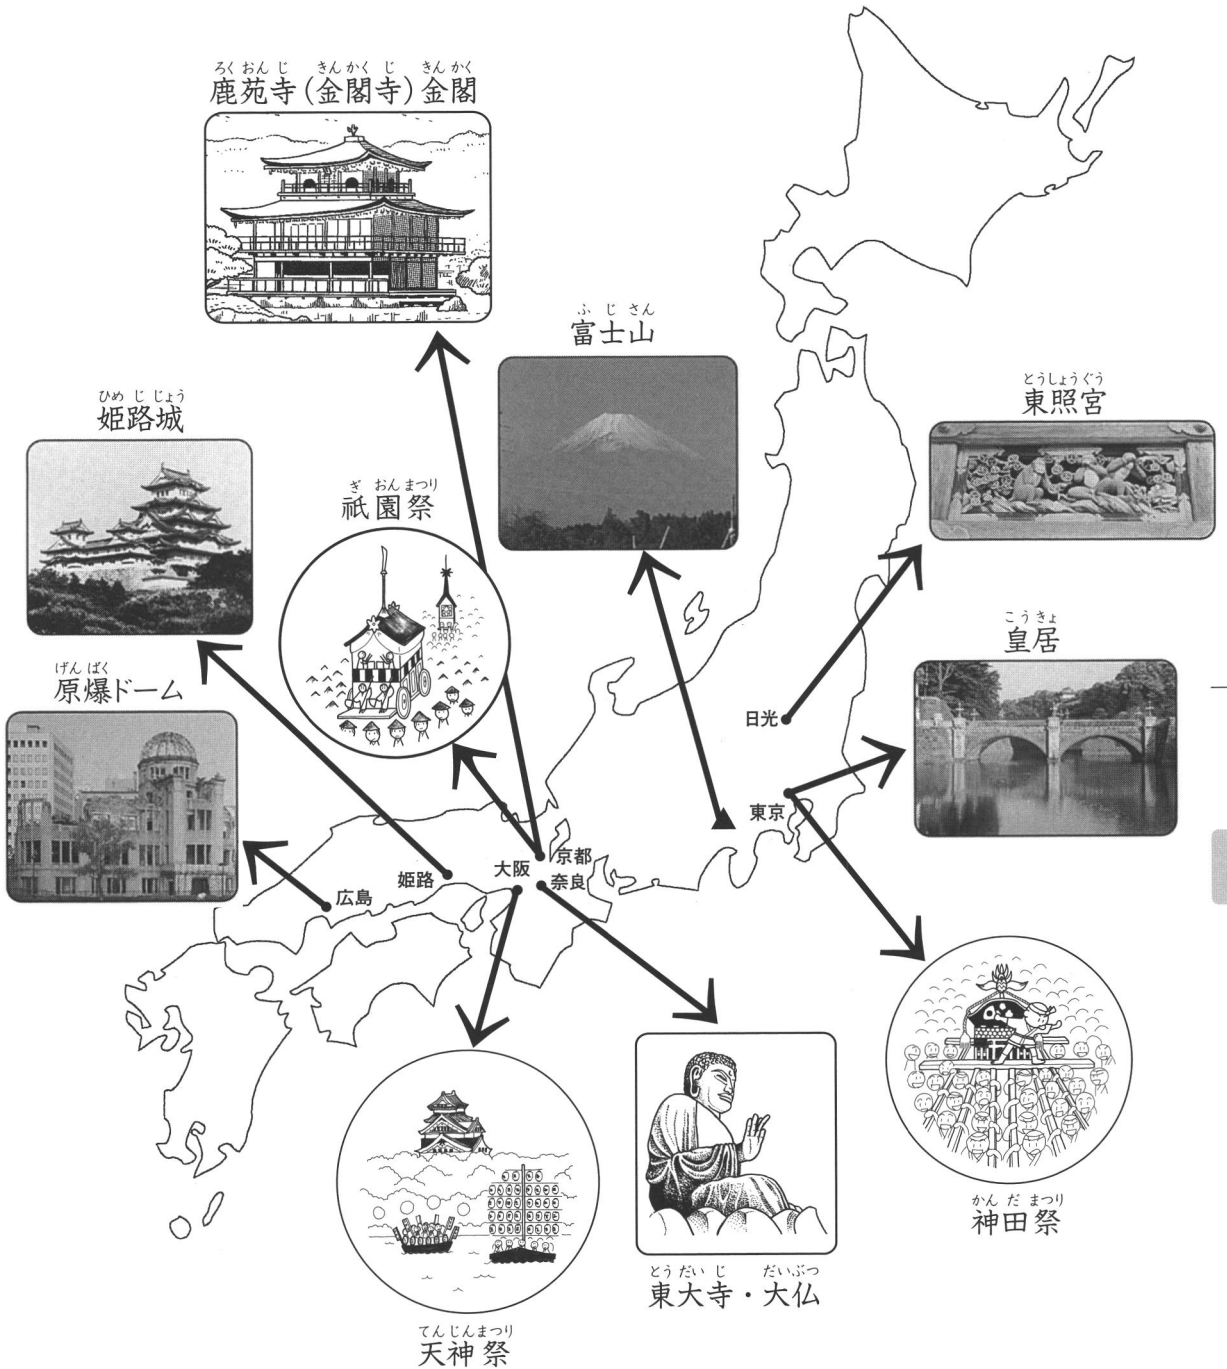 ろくおんじ きんかくじ きんかく
鹿苑寺(金閣寺)金閣
ふじさん
富士山
とうしょうぐう
東照宮
ひめじじょう
姫路城
ぎおんまつり
祇園祭
こうきょ
皇居
げんばく
原爆ドーム
日光
東京
京都
大阪
奈良
姫路
広島
かんだまつり
神田祭
とうだいじ だいぶつ
東大寺・大仏
てんじんまつり
天神祭